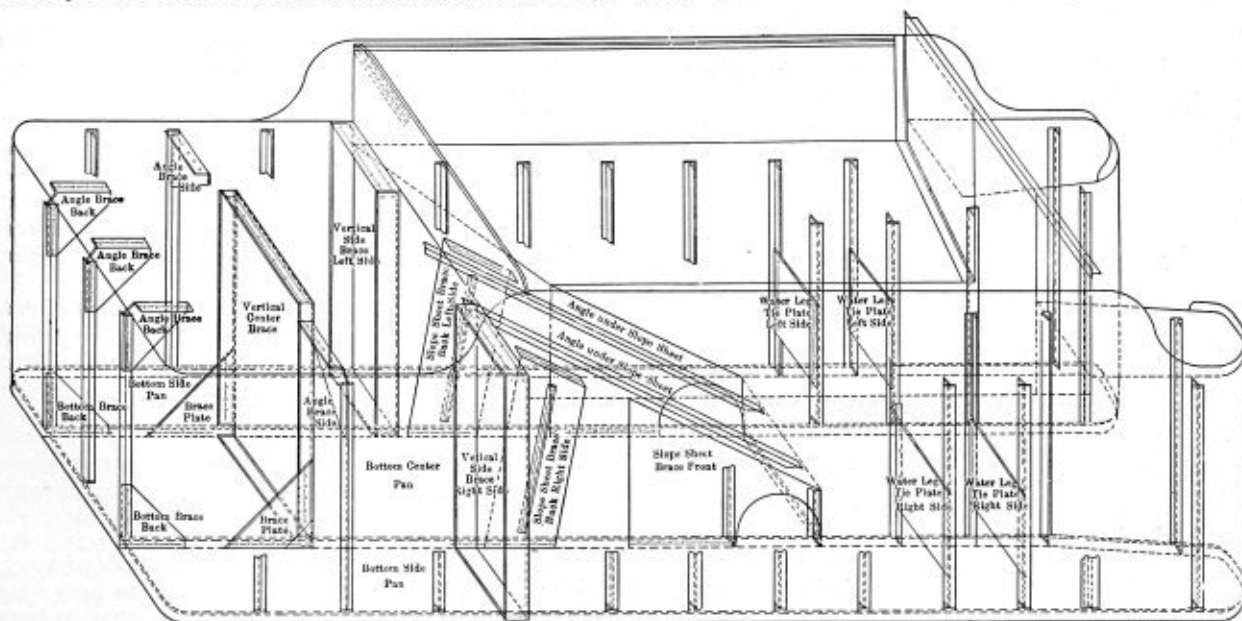 Angle
Brace
Side
Angle Brace
Back
Angle Brace
Back
Angle Brace
Back
Vertical
Center
Brace
Vertical
Side
Brace
Left Side
Slope Sheet Brace
Back Left Side
Angle under Slope Sheet
Angle under Slope Sheet
Water Leg
Tie Plate
Left Side
Water Leg
Tie Plate
Left Side
Bottom Side
Pan
Bottom Brace
Back
Brace
Plate
Angle
Brace
Side
Bottom Center
Pan
Vertical
Side
Brace
Right Side
Slope Sheet Brace
Back Right Side
Slope Sheet
Brace Front
Water Leg
Tie Plate
Right Side
Water Leg
Tie Plate
Right Side
Bottom Brace
Back
Brace
Plate
Bottom Side
Pan